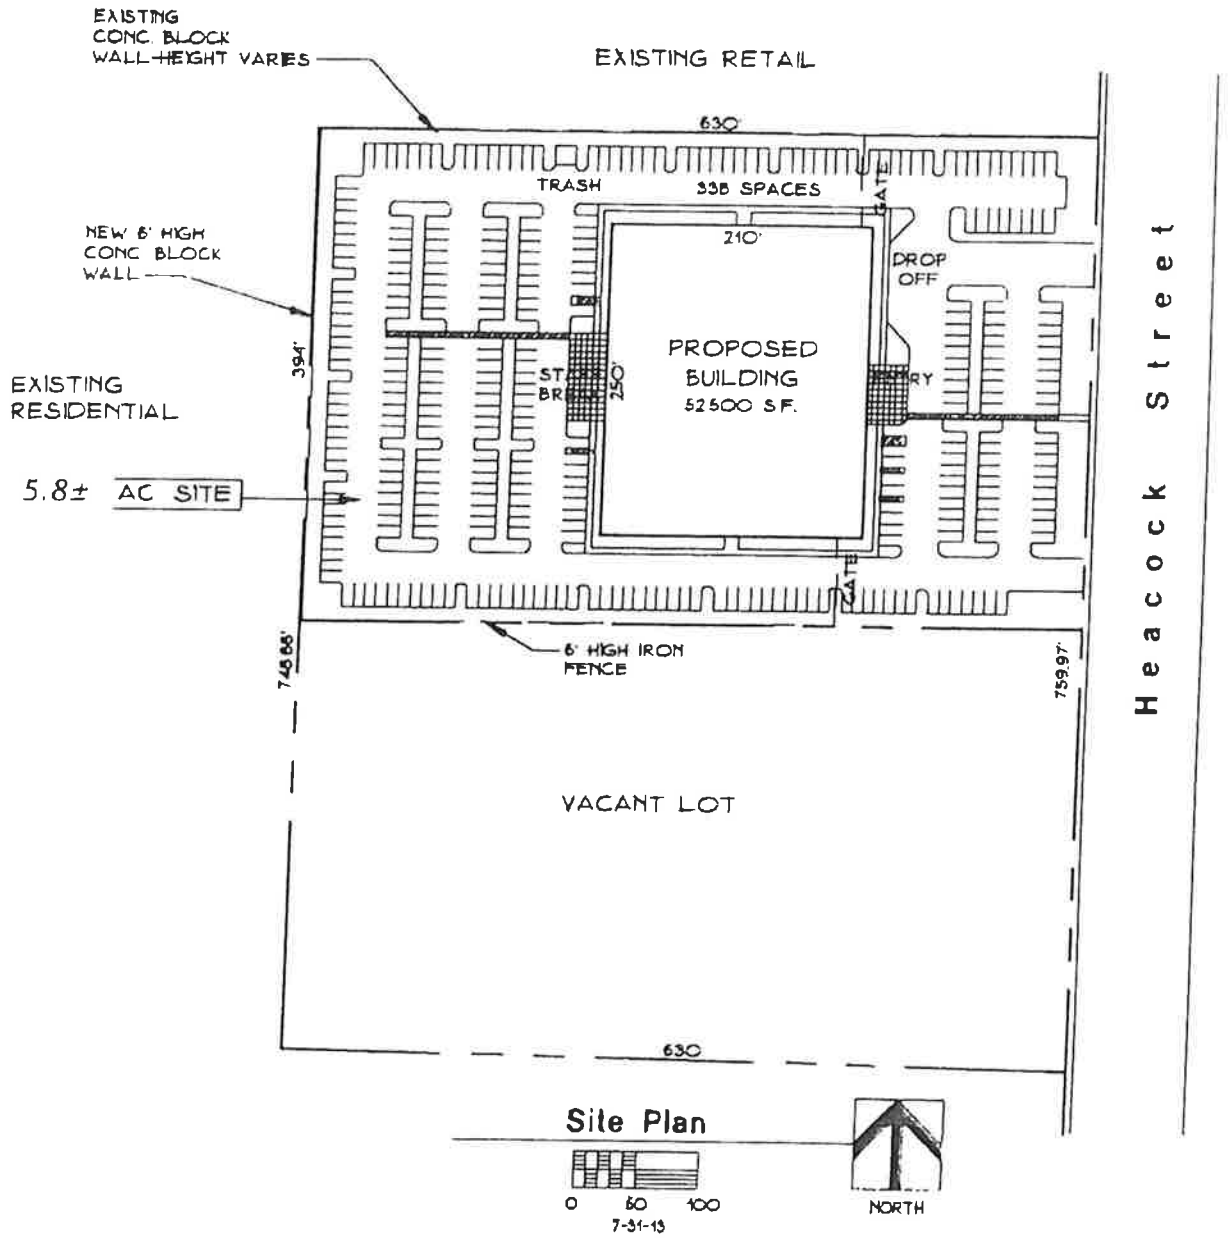 EXISTING
CONC. BLOCK
WALL-HEIGHT VARIES
EXISTING RETAIL
630'
TRASH
338 SPACES
GATE
NEW 6' HIGH
CONC BLOCK
WALL
210'
DROP
OFF
394'
EXISTING
RESIDENTIAL
PROPOSED
BUILDING
52500 S.F.
250'
5.8± AC SITE
GATE
6' HIGH IRON
FENCE
748.88'
759.97'
Heacock Street
VACANT LOT
630
Site Plan
0 50 100
7-31-13
NORTH